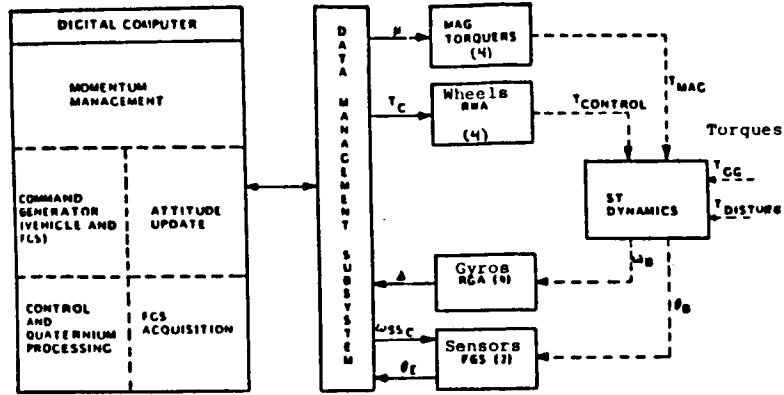 DIGITAL COMPUTER
MOMENTUM
MANAGEMENT
COMMAND
GENERATOR
(VEHICLE AND
FGS)
ATTITUDE
UPDATE
CONTROL
AND
QUATERNIUM
PROCESSING
FGS
ACQUISITION
DATA MANAGEMENT SUBSYSTEM
μ
MAG
TORQUERS
(4)
T_MAG
T_C
Wheels
RWA
(4)
T_CONTROL
Torques
T_GG
T_DISTURB
ST
DYNAMICS
Δ
Gyros
RGA
ω_B
θ_B
ω_SS_C
Sensors
FGS (3)
θ_E